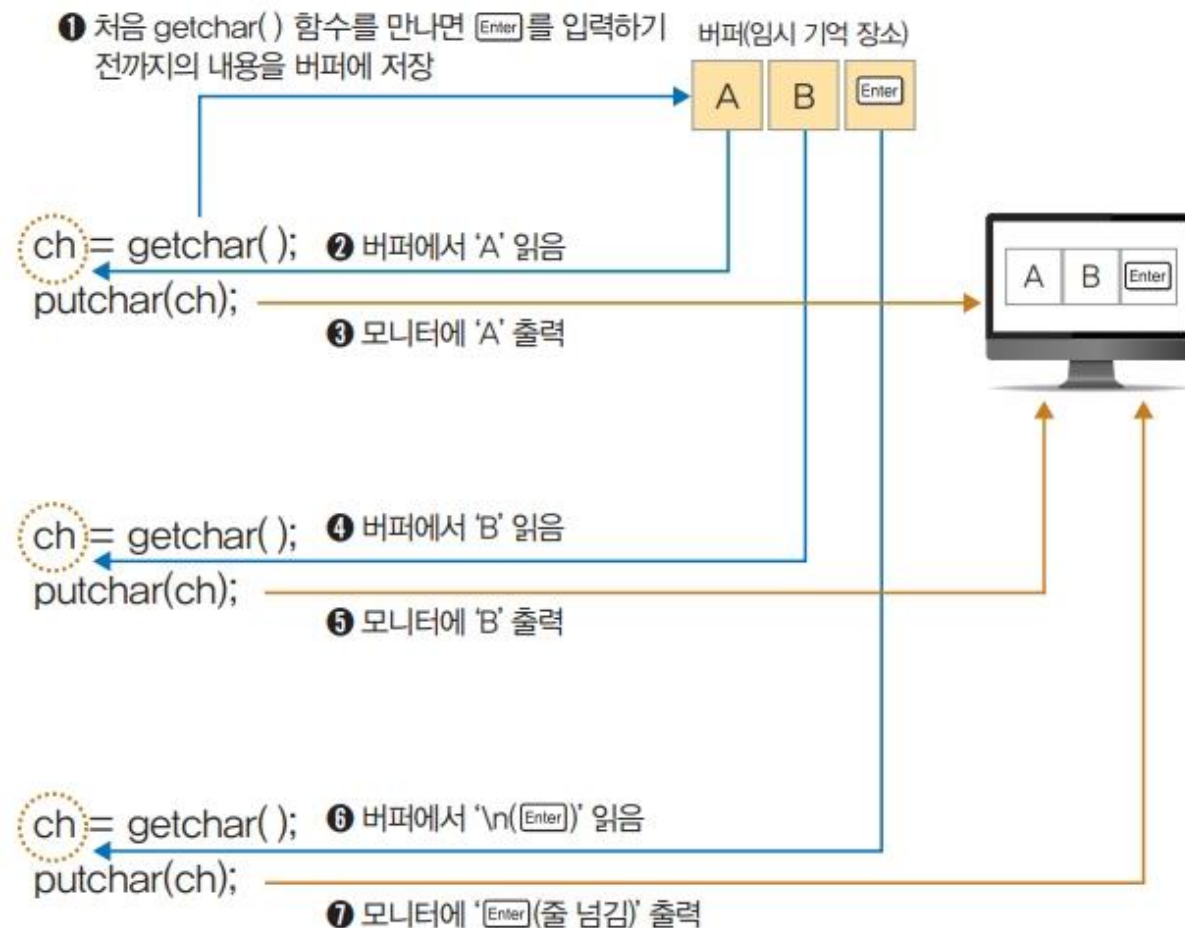 ❶ 처음 getchar( ) 함수를 만나면 Enter를 입력하기
전까지의 내용을 버퍼에 저장
버퍼(임시 기억 장소)
A B Enter
ch = getchar( ); ❷ 버퍼에서 ‘A’ 읽음
putchar(ch);
❸ 모니터에 ‘A’ 출력
A B Enter
ch = getchar( ); ❹ 버퍼에서 ‘B’ 읽음
putchar(ch);
❺ 모니터에 ‘B’ 출력
ch = getchar( ); ❻ 버퍼에서 ‘\n(Enter)’ 읽음
putchar(ch);
❼ 모니터에 ‘Enter(줄 넘김)’ 출력